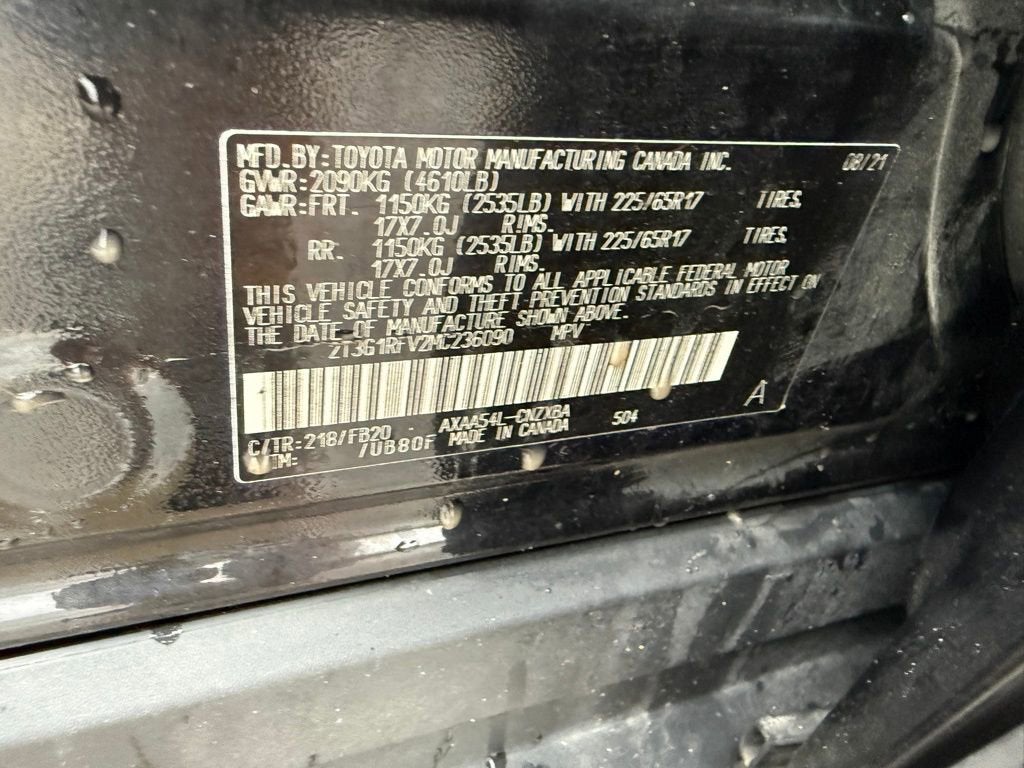 MFD. BY: TOYOTA MOTOR MANUFACTURING CANADA INC. 08/21
GVWR: 2090KG (4610LB)
GAWR: FRT. 1150KG (2535LB) WITH 225/65R17 TIRES,
17X7.0J RIMS.
RR. 1150KG (2535LB) WITH 225/65R17 TIRES,
17X7.0J RIMS.
THIS VEHICLE CONFORMS TO ALL APPLICABLE FEDERAL MOTOR
VEHICLE SAFETY AND THEFT PREVENTION STANDARDS IN EFFECT ON
THE DATE OF MANUFACTURE SHOWN ABOVE.
2T3G1RFV2MC236090 MPV
A
C/TR: 218/FB20 AXAA54L-CNZXBA 504
/UB80F MADE IN CANADA